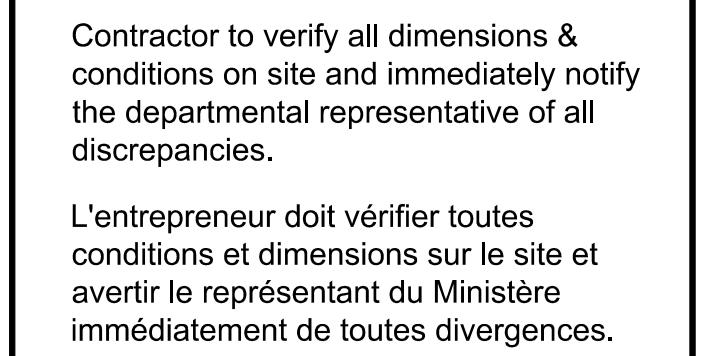 Contractor to verify all dimensions &
conditions on site and immediately notify
the departmental representative of all
discrepancies.
L'entrepreneur doit vérifier toutes
conditions et dimensions sur le site et
avertir le représentant du Ministère
immédiatement de toutes divergences.